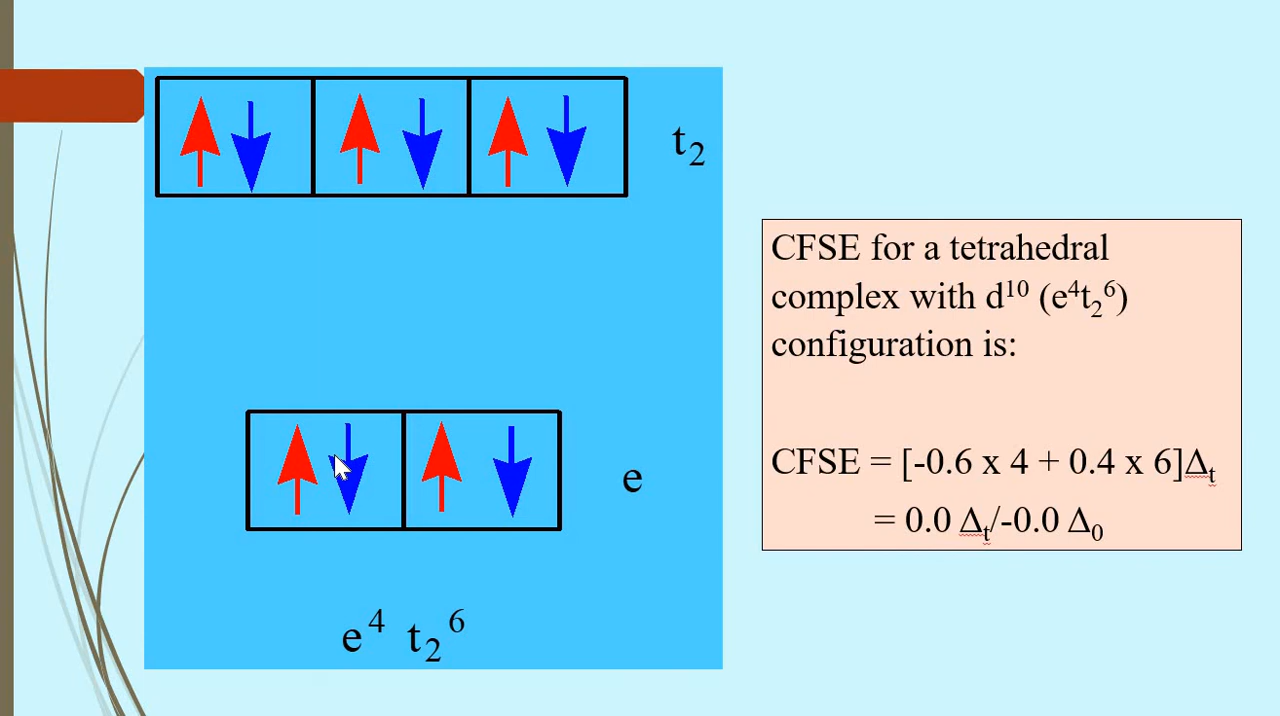 t₂
e
e⁴ t₂⁶
CFSE for a tetrahedral
complex with d¹⁰ (e⁴t₂⁶)
configuration is:
CFSE = [-0.6 x 4 + 0.4 x 6]Δₜ
= 0.0 Δₜ/-0.0 Δ₀